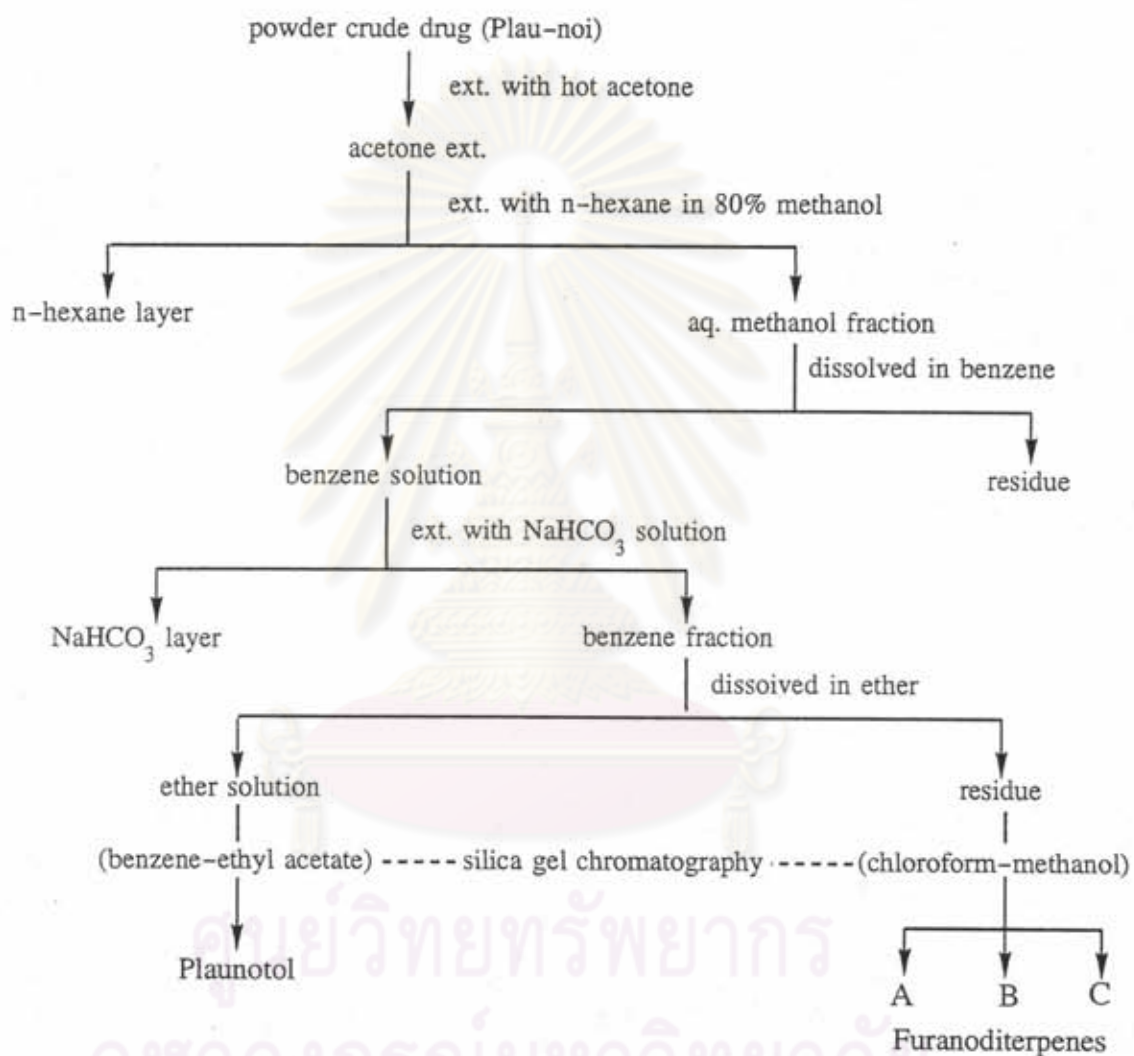 powder crude drug (Plau-noi)
ext. with hot acetone
acetone ext.
ext. with n-hexane in 80% methanol
n-hexane layer
aq. methanol fraction
dissolved in benzene
benzene solution
residue
ext. with NaHCO3 solution
NaHCO3 layer
benzene fraction
dissoived in ether
ether solution
residue
(benzene-ethyl acetate) ----- silica gel chromatography ----- (chloroform-methanol)
ศูนย์วิทยทรัพยากร
Plaunotol
A B C
Furanoditerpenes